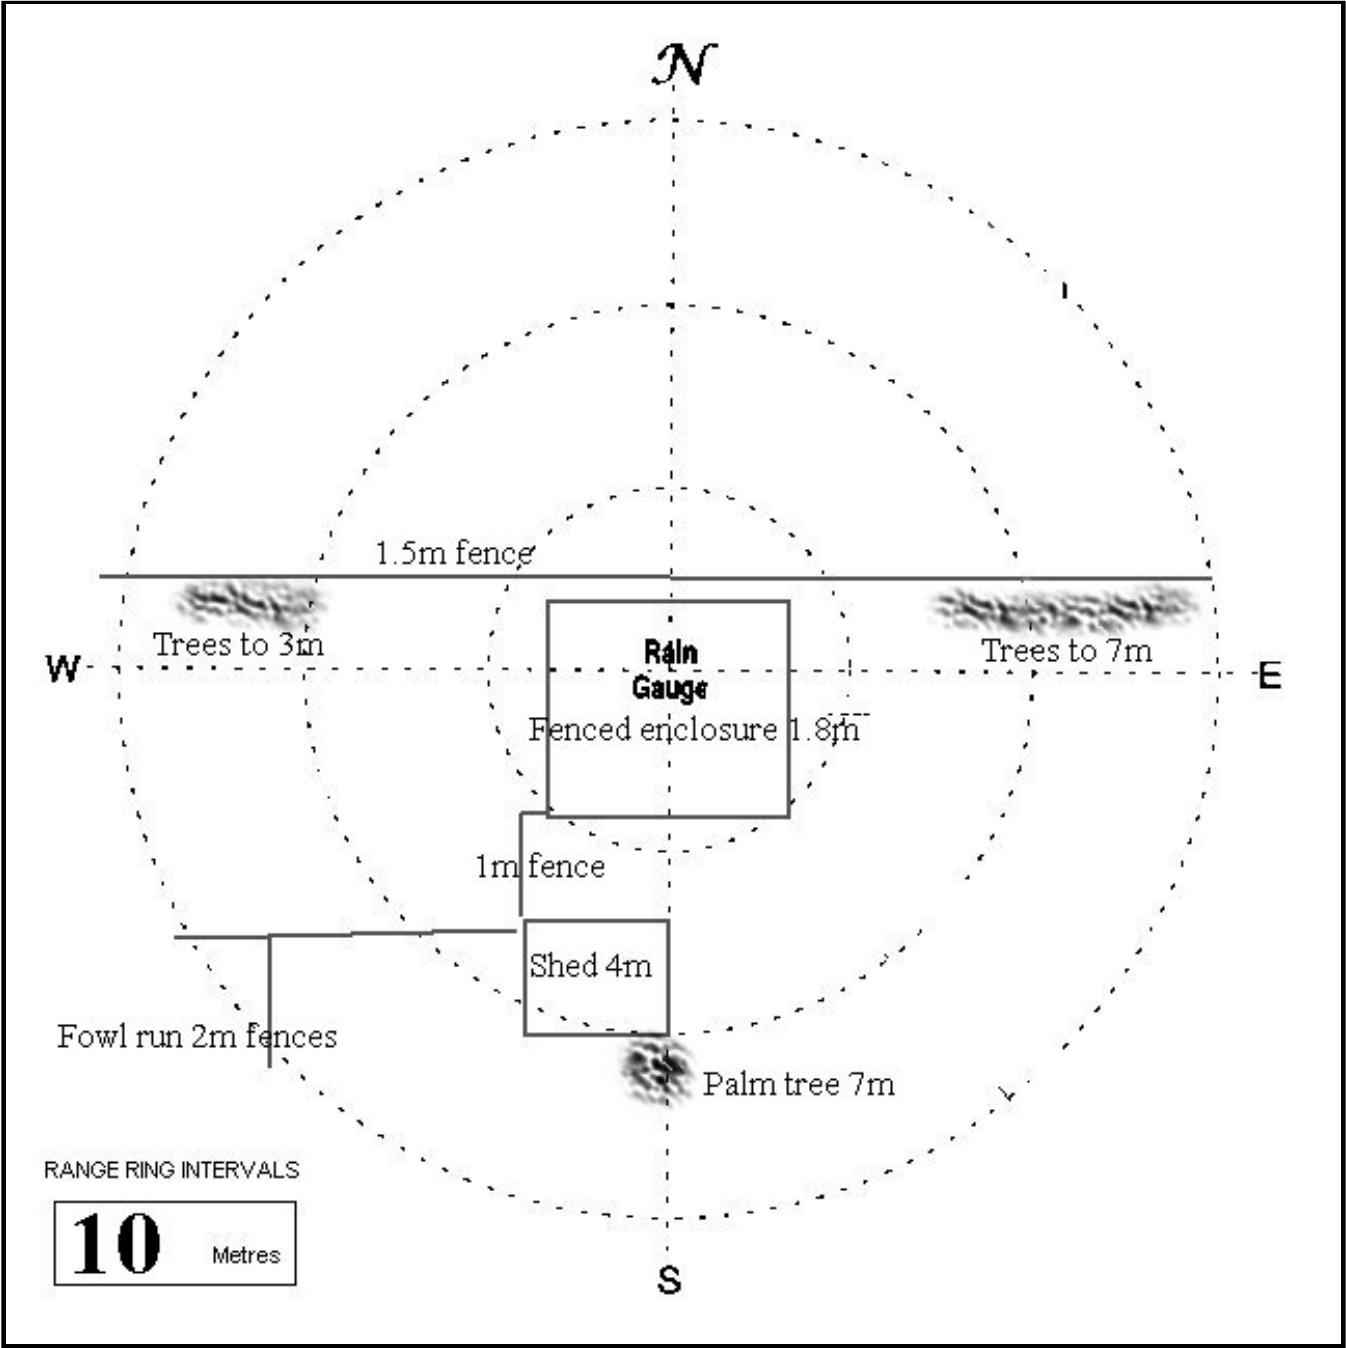 N
1.5m fence
Trees to 3m
Rain
Gauge
Trees to 7m
W
E
Fenced enclosure 1.8m
1m fence
Shed 4m
Fowl run 2m fences
Palm tree 7m
RANGE RING INTERVALS
10 Metres
S